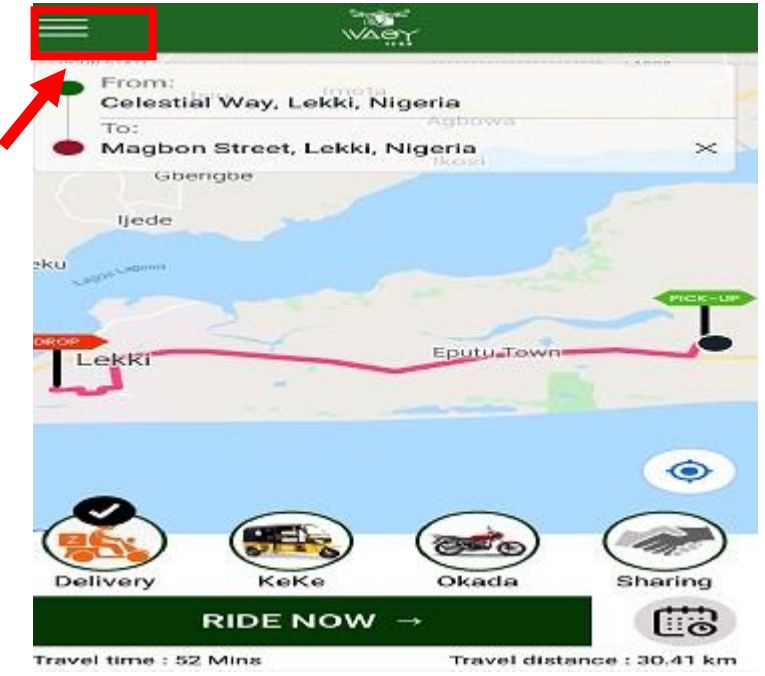 WAGY
From:
Celestial Way, Lekki, Nigeria
Imota
To:
Agbowa
Magbon Street, Lekki, Nigeria
Ikosi
Gberigbe
Ijede
eku
Lagos Lagoon
PICK-UP
DROP
Lekki
Eputu Town
Delivery
KeKe
Okada
Sharing
RIDE NOW →
Travel time : 52 Mins
Travel distance : 30.41 km